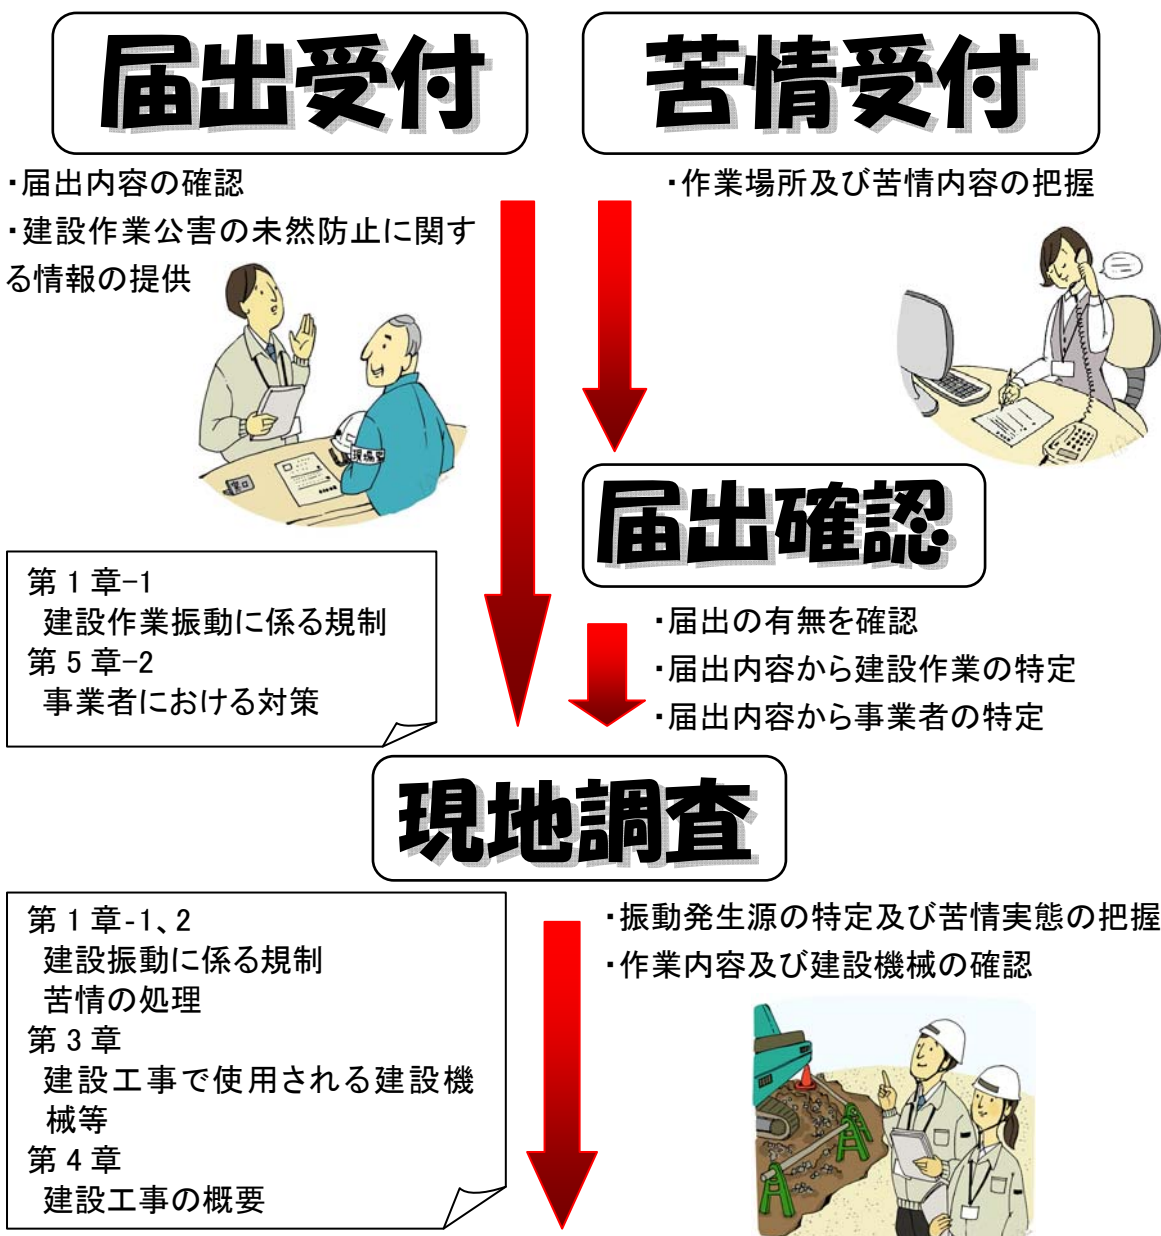 届出受付
苦情受付
・届出内容の確認
・建設作業公害の未然防止に関す
る情報の提供
・作業場所及び苦情内容の把握
窓口
届出確認
第1章-1
建設作業振動に係る規制
第5章-2
事業者における対策
・届出の有無を確認
・届出内容から建設作業の特定
・届出内容から事業者の特定
現地調査
第1章-1、2
建設振動に係る規制
苦情の処理
第3章
建設工事で使用される建設機
械等
第4章
建設工事の概要
・振動発生源の特定及び苦情実態の把握
・作業内容及び建設機械の確認